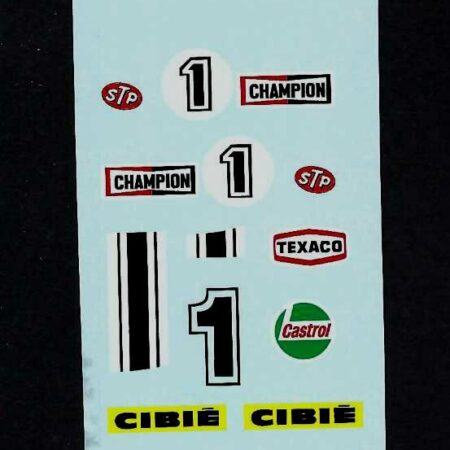 STP
1
CHAMPION
CHAMPION
1
STP
TEXACO
1
Castrol
CIBIÉ
CIBIÉ